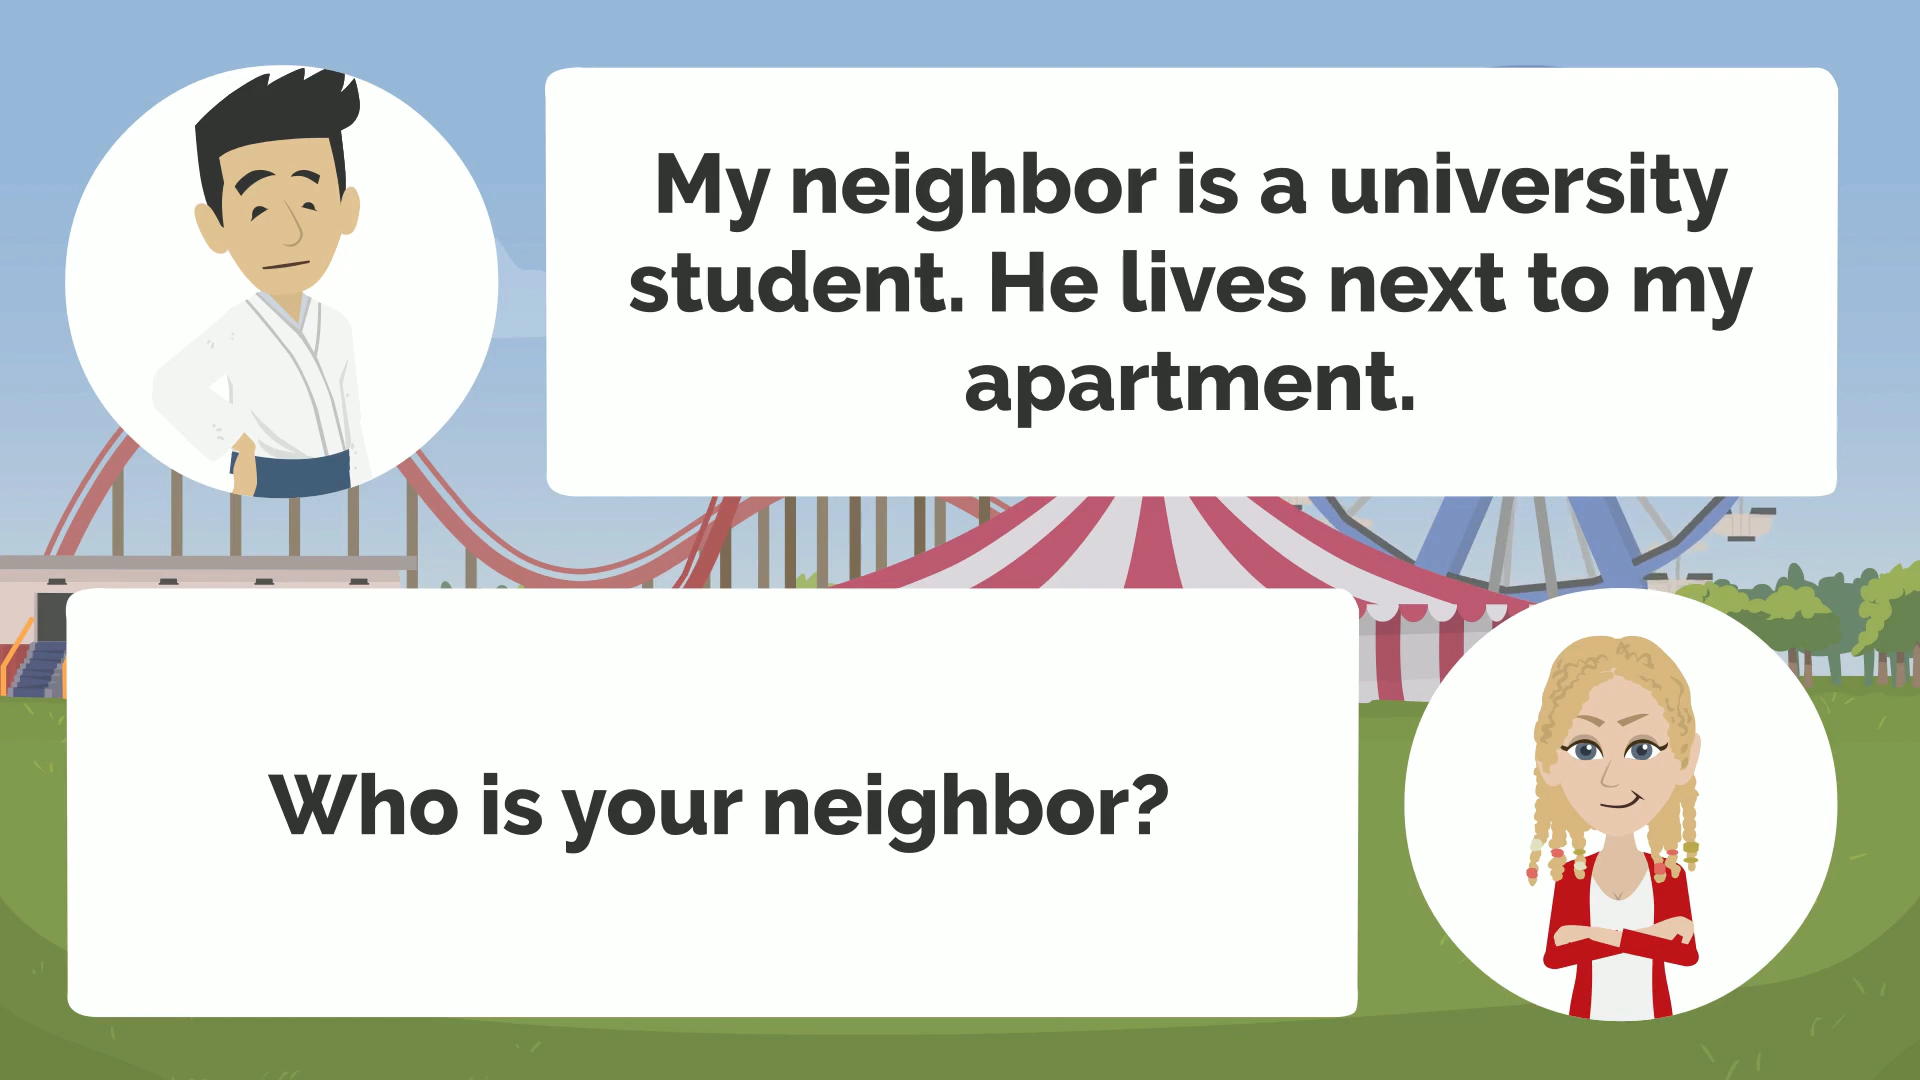 My neighbor is a university
student. He lives next to my
apartment.
Who is your neighbor?